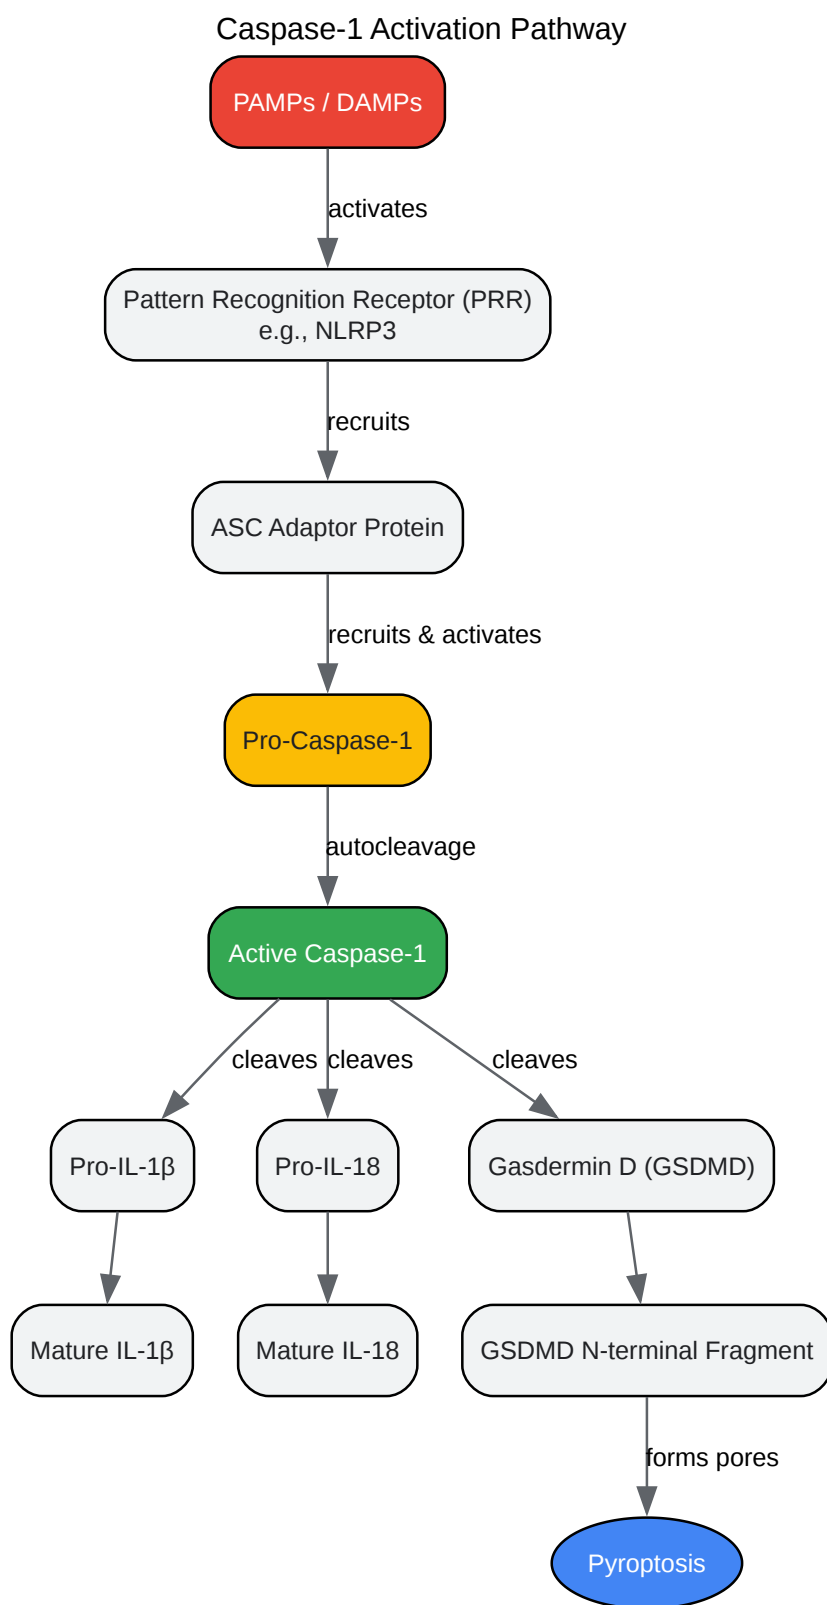 Caspase-1 Activation Pathway
PAMPs / DAMPs
activates
Pattern Recognition Receptor (PRR)
e.g., NLRP3
recruits
ASC Adaptor Protein
recruits & activates
Pro-Caspase-1
autocleavage
Active Caspase-1
cleaves
cleaves
cleaves
Pro-IL-1β
Pro-IL-18
Gasdermin D (GSDMD)
Mature IL-1β
Mature IL-18
GSDMD N-terminal Fragment
forms pores
Pyroptosis